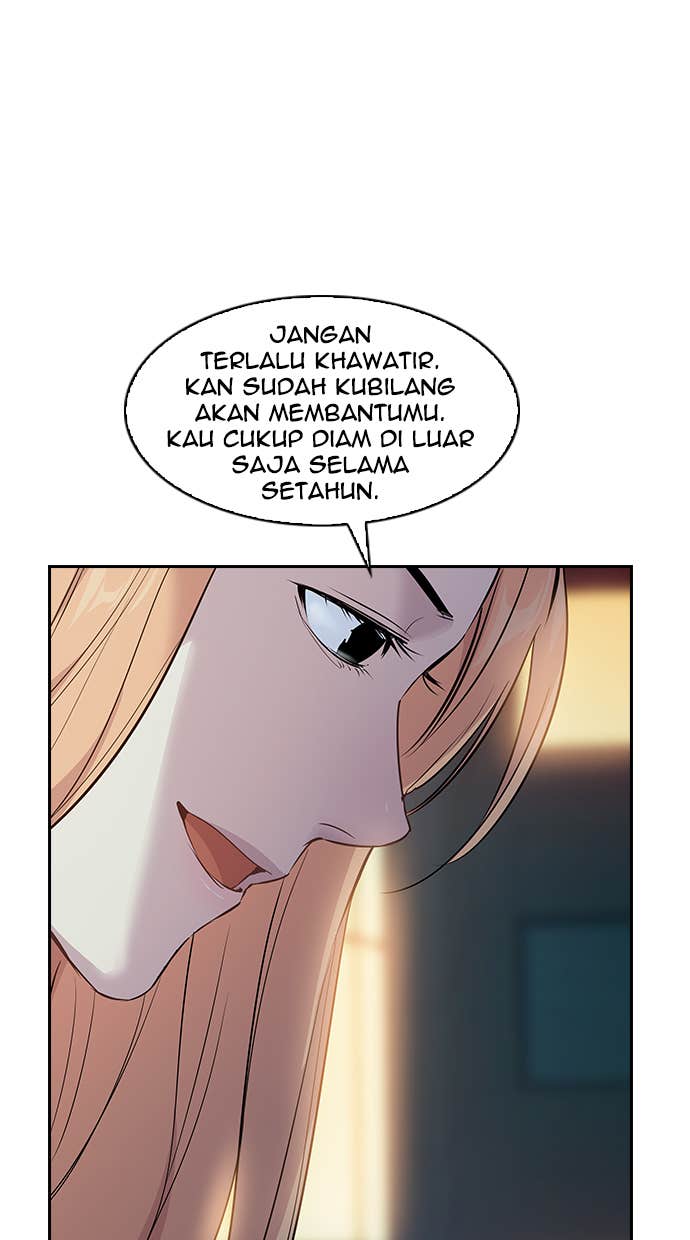 JANGAN
TERLALU KHAWATIR.
KAN SUDAH KUBILANG
AKAN MEMBANTUMU.
KAU CUKUP DIAM DI LUAR
SAJA SELAMA
SETAHUN.